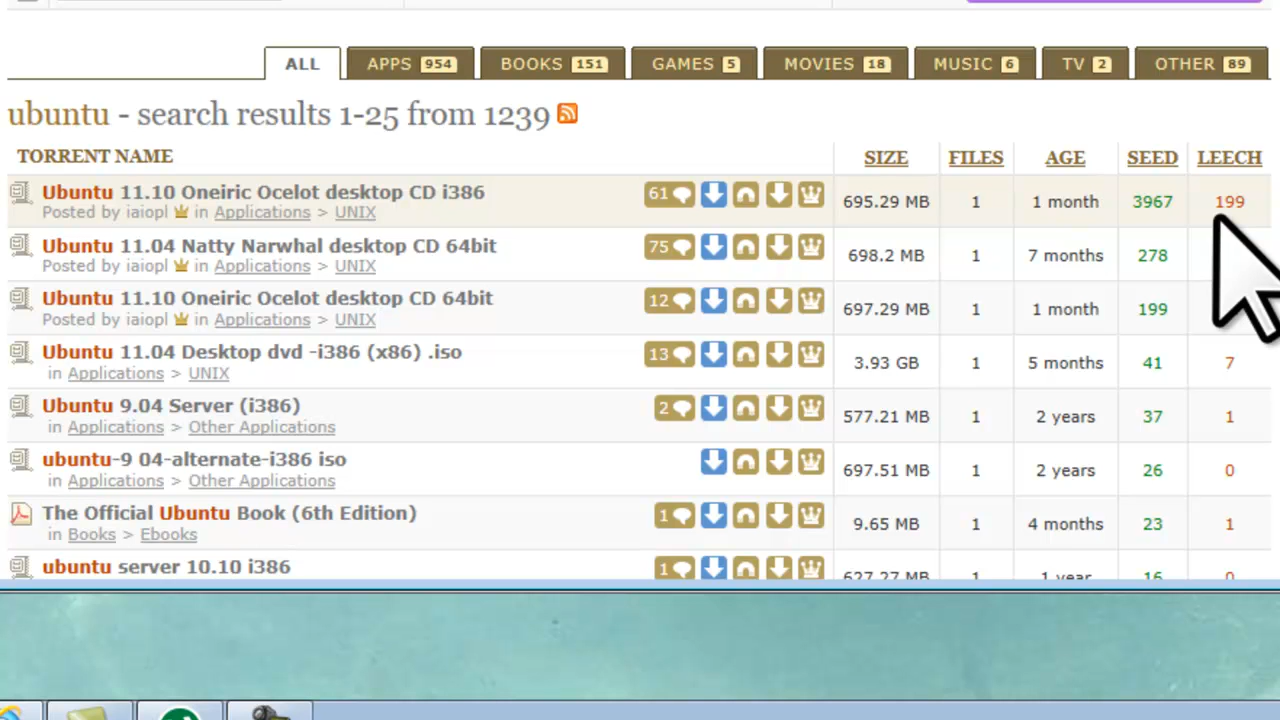 ALL APPS 954 BOOKS 151 GAMES 5 MOVIES 18 MUSIC 6 TV 2 OTHER 89
ubuntu - search results 1-25 from 1239
TORRENT NAME SIZE FILES AGE SEED LEECH
Ubuntu 11.10 Oneiric Ocelot desktop CD i386 61 695.29 MB 1 1 month 3967 199
Posted by iaiopl in Applications > UNIX
Ubuntu 11.04 Natty Narwhal desktop CD 64bit 75 698.2 MB 1 7 months 278
Posted by iaiopl in Applications > UNIX
Ubuntu 11.10 Oneiric Ocelot desktop CD 64bit 12 697.29 MB 1 1 month 199
Posted by iaiopl in Applications > UNIX
Ubuntu 11.04 Desktop dvd -i386 (x86) .iso 13 3.93 GB 1 5 months 41 7
in Applications > UNIX
Ubuntu 9.04 Server (i386) 2 577.21 MB 1 2 years 37 1
in Applications > Other Applications
ubuntu-9 04-alternate-i386 iso 697.51 MB 1 2 years 26 0
in Applications > Other Applications
The Official Ubuntu Book (6th Edition) 1 9.65 MB 1 4 months 23 1
in Books > Ebooks
ubuntu server 10.10 i386 1 627.27 MB 1 1 year 16 0